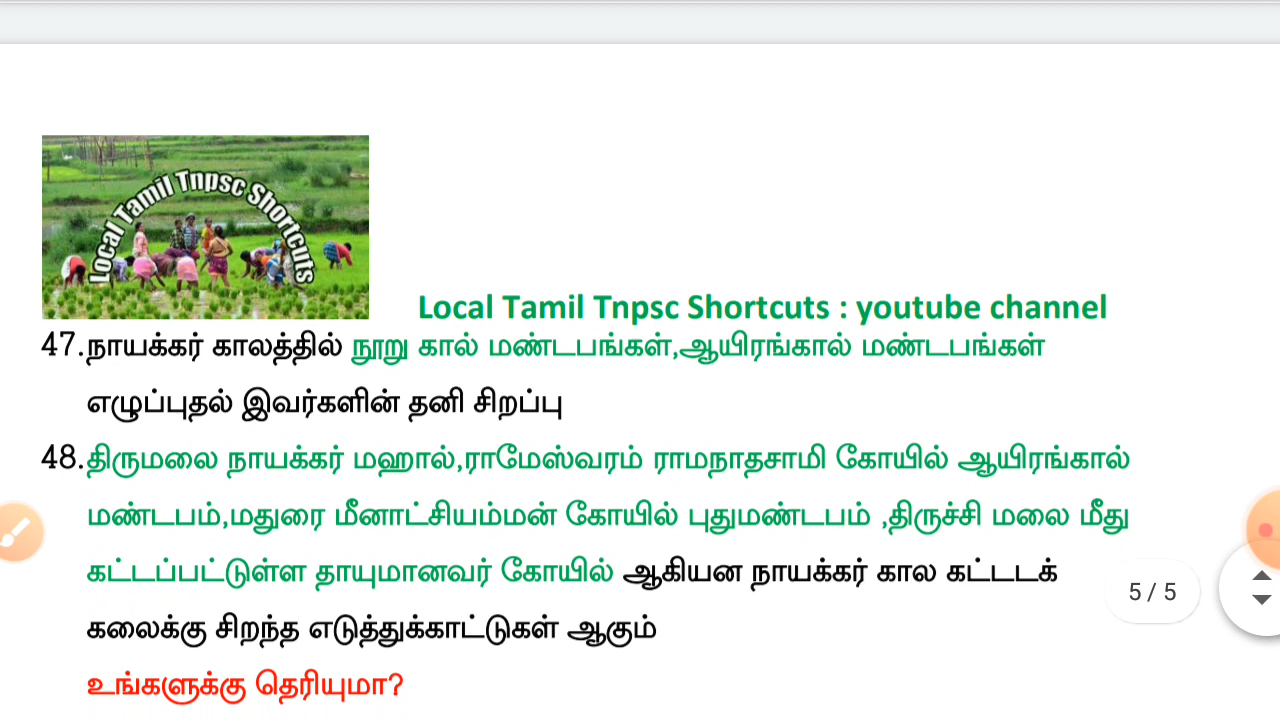 Local Tamil Tnpsc Shortcuts
Local Tamil Tnpsc Shortcuts : youtube channel
47.நாயக்கர் காலத்தில் நூறு கால் மண்டபங்கள்,ஆயிரங்கால் மண்டபங்கள்
எழுப்புதல் இவர்களின் தனி சிறப்பு
48.திருமலை நாயக்கர் மஹால்,ராமேஸ்வரம் ராமநாதசாமி கோயில் ஆயிரங்கால்
மண்டபம்,மதுரை மீனாட்சியம்மன் கோயில் புதுமண்டபம் ,திருச்சி மலை மீது
கட்டப்பட்டுள்ள தாயுமானவர் கோயில் ஆகியன நாயக்கர் கால கட்டடக்
5 / 5
கலைக்கு சிறந்த எடுத்துக்காட்டுகள் ஆகும்
உங்களுக்கு தெரியுமா?